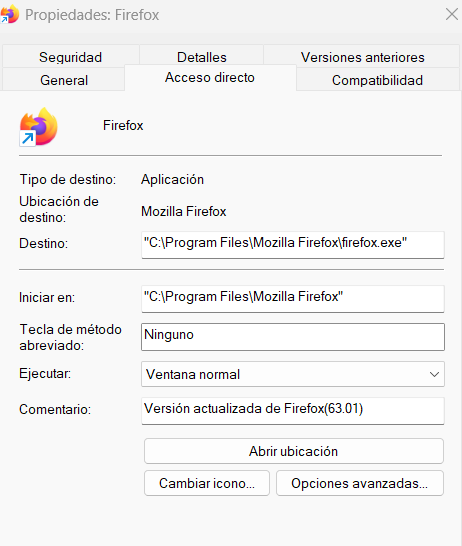 Propiedades: Firefox
Seguridad Detalles Versiones anteriores
General Acceso directo Compatibilidad
Firefox
Tipo de destino: Aplicación
Ubicación de
destino: Mozilla Firefox
Destino: "C:\Program Files\Mozilla Firefox\firefox.exe"
Iniciar en: "C:\Program Files\Mozilla Firefox"
Tecla de método
abreviado: Ninguno
Ejecutar: Ventana normal
Comentario: Versión actualizada de Firefox(63.01)
Abrir ubicación
Cambiar icono... Opciones avanzadas...